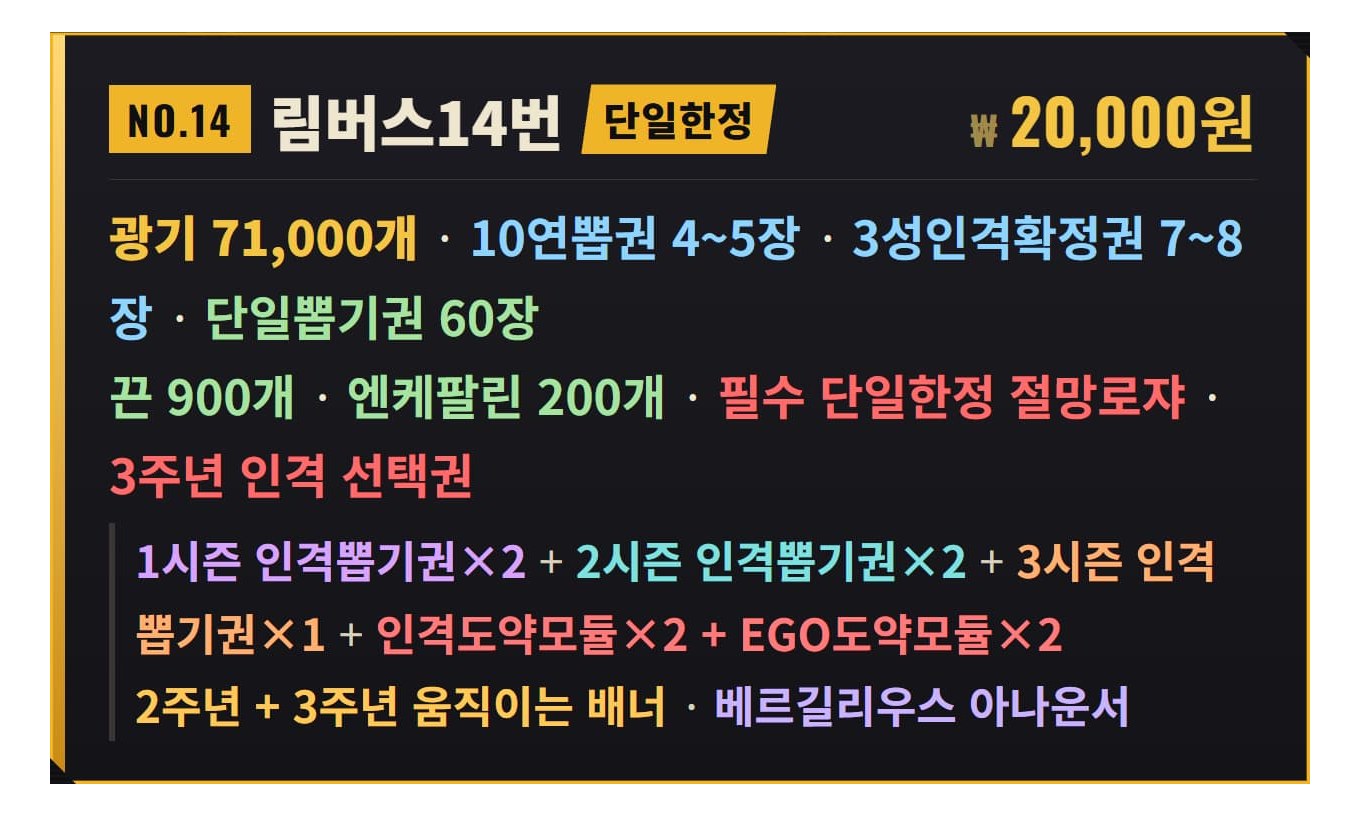 NO.14 림버스14번 단일한정 ₩ 20,000원
광기 71,000개 · 10연뽑권 4~5장 · 3성인격확정권 7~8
장 · 단일뽑기권 60장
끈 900개 · 엔케팔린 200개 · 필수 단일한정 절망로쟈 ·
3주년 인격 선택권
1시즌 인격뽑기권×2 + 2시즌 인격뽑기권×2 + 3시즌 인격
뽑기권×1 + 인격도약모듈×2 + EGO도약모듈×2
2주년 + 3주년 움직이는 배너 · 베르길리우스 아나운서